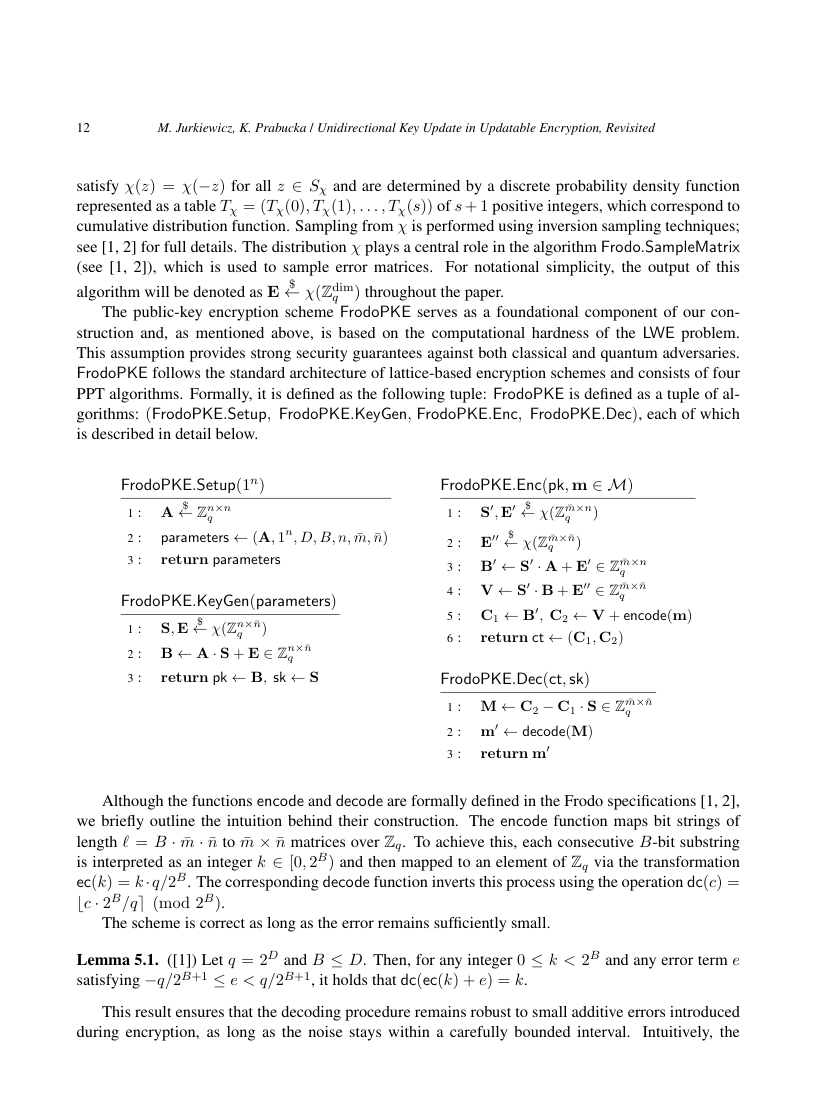 12 M. Jurkiewicz, K. Prabucka / Unidirectional Key Update in Updatable Encryption, Revisited
satisfy χ(z) = χ(−z) for all z ∈ S_χ and are determined by a discrete probability density function
represented as a table T_χ = (T_χ(0), T_χ(1), . . . , T_χ(s)) of s + 1 positive integers, which correspond to
cumulative distribution function. Sampling from χ is performed using inversion sampling techniques;
see [1, 2] for full details. The distribution χ plays a central role in the algorithm Frodo.SampleMatrix
(see [1, 2]), which is used to sample error matrices. For notational simplicity, the output of this
algorithm will be denoted as E ←$ χ(ℤ_q^dim) throughout the paper.
The public-key encryption scheme FrodoPKE serves as a foundational component of our con-
struction and, as mentioned above, is based on the computational hardness of the LWE problem.
This assumption provides strong security guarantees against both classical and quantum adversaries.
FrodoPKE follows the standard architecture of lattice-based encryption schemes and consists of four
PPT algorithms. Formally, it is defined as the following tuple: FrodoPKE is defined as a tuple of al-
gorithms: (FrodoPKE.Setup, FrodoPKE.KeyGen, FrodoPKE.Enc, FrodoPKE.Dec), each of which
is described in detail below.
FrodoPKE.Setup(1^n)
1 : A ←$ ℤ_q^{n×n}
2 : parameters ← (A, 1^n, D, B, n, m̄, n̄)
3 : return parameters
FrodoPKE.KeyGen(parameters)
1 : S, E ←$ χ(ℤ_q^{n×n̄})
2 : B ← A · S + E ∈ ℤ_q^{n×n̄}
3 : return pk ← B, sk ← S
FrodoPKE.Enc(pk, m ∈ ℳ)
1 : S′, E′ ←$ χ(ℤ_q^{m̄×n})
2 : E′′ ←$ χ(ℤ_q^{m̄×n̄})
3 : B′ ← S′ · A + E′ ∈ ℤ_q^{m̄×n}
4 : V ← S′ · B + E′′ ∈ ℤ_q^{m̄×n̄}
5 : C₁ ← B′, C₂ ← V + encode(m)
6 : return ct ← (C₁, C₂)
FrodoPKE.Dec(ct, sk)
1 : M ← C₂ − C₁ · S ∈ ℤ_q^{m̄×n̄}
2 : m′ ← decode(M)
3 : return m′
Although the functions encode and decode are formally defined in the Frodo specifications [1, 2],
we briefly outline the intuition behind their construction. The encode function maps bit strings of
length ℓ = B · m̄ · n̄ to m̄ × n̄ matrices over ℤ_q. To achieve this, each consecutive B-bit substring
is interpreted as an integer k ∈ [0, 2^B) and then mapped to an element of ℤ_q via the transformation
ec(k) = k·q/2^B. The corresponding decode function inverts this process using the operation dc(c) =
⌊c · 2^B/q⌉ (mod 2^B).
The scheme is correct as long as the error remains sufficiently small.
Lemma 5.1. ([1]) Let q = 2^D and B ≤ D. Then, for any integer 0 ≤ k < 2^B and any error term e
satisfying −q/2^{B+1} ≤ e < q/2^{B+1}, it holds that dc(ec(k) + e) = k.
This result ensures that the decoding procedure remains robust to small additive errors introduced
during encryption, as long as the noise stays within a carefully bounded interval. Intuitively, the